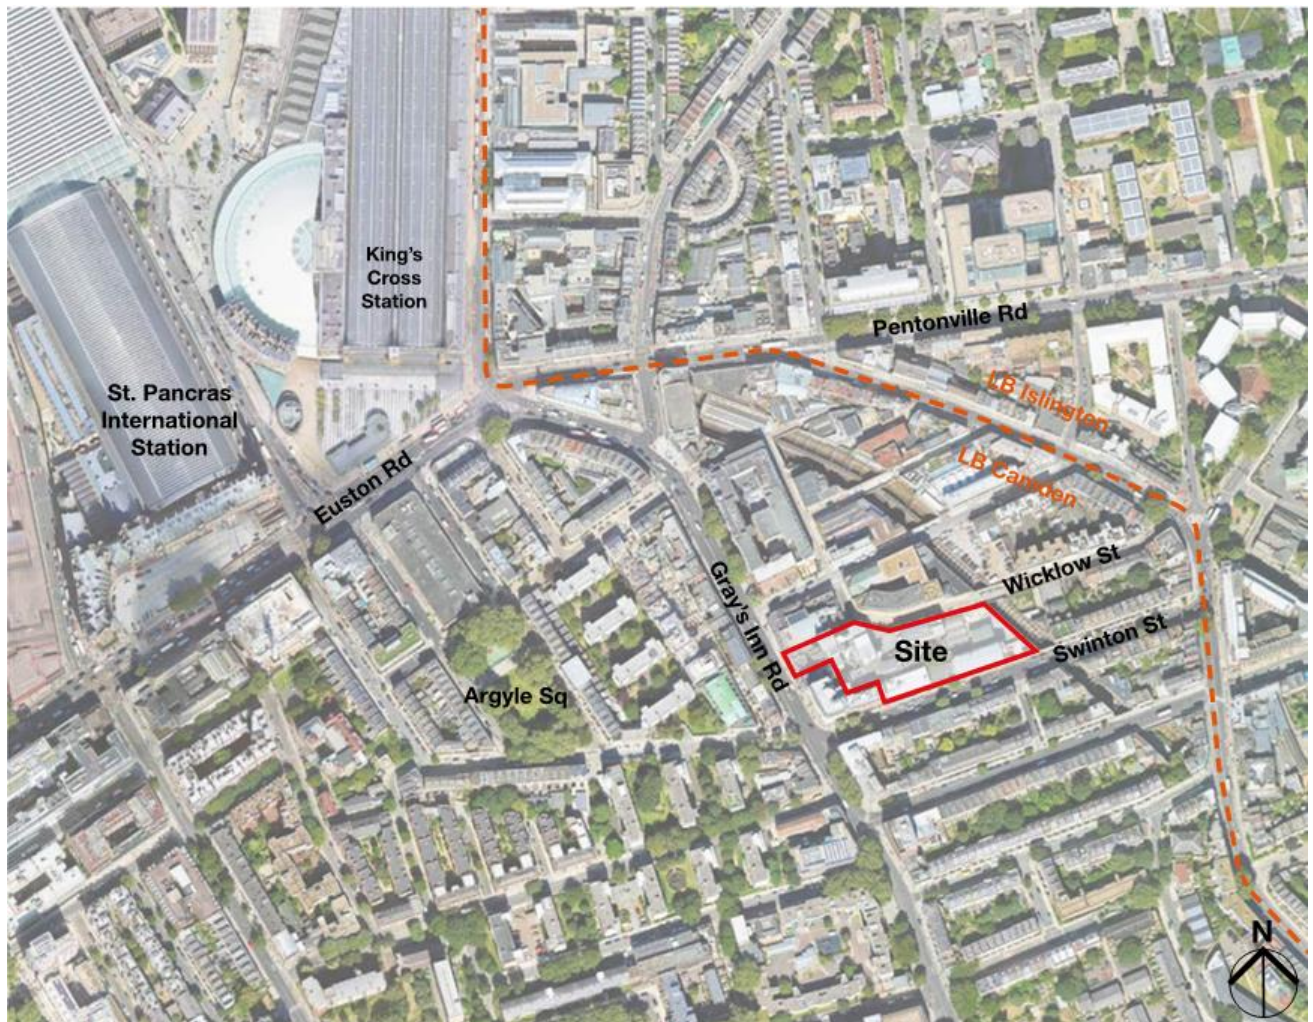 King's
Cross
Station
Pentonville Rd
St. Pancras
International
Station
LB Islington
LB Camden
Euston Rd
Wicklow St
Gray's Inn Rd
Site
Swinton St
Argyle Sq
N